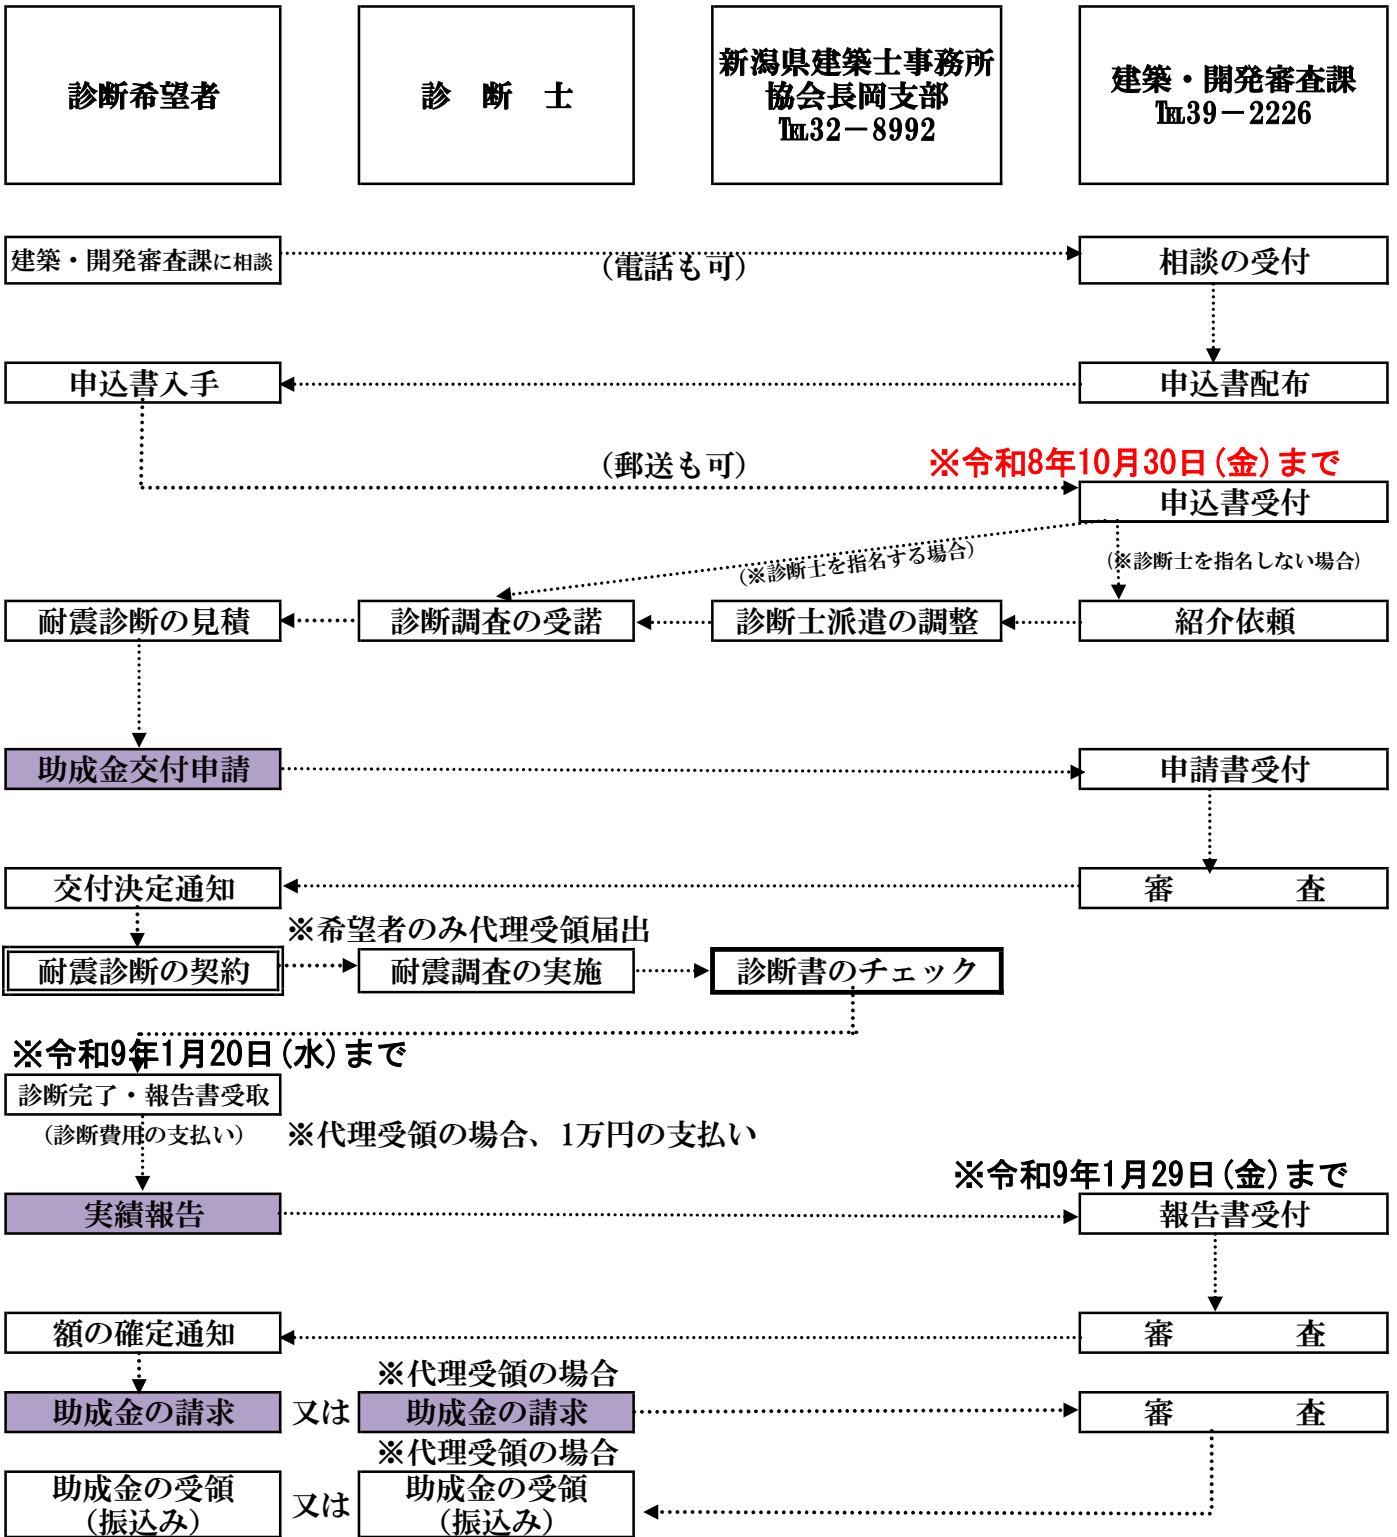 診断希望者
診　断　士
新潟県建築士事務所
協会長岡支部
℡32－8992
建築・開発審査課
℡39－2226
建築・開発審査課に相談
（電話も可）
相談の受付
申込書入手
申込書配布
（郵送も可）
※令和8年10月30日(金)まで
申込書受付
（※診断士を指名する場合）
（※診断士を指名しない場合）
耐震診断の見積
診断調査の受諾
診断士派遣の調整
紹介依頼
助成金交付申請
申請書受付
交付決定通知
審　　　　査
※希望者のみ代理受領届出
耐震診断の契約
耐震調査の実施
診断書のチェック
※令和9年1月20日(水)まで
診断完了・報告書受取
（診断費用の支払い）
※代理受領の場合、1万円の支払い
※令和9年1月29日(金)まで
実績報告
報告書受付
額の確定通知
審　　　　査
※代理受領の場合
助成金の請求
又は
助成金の請求
審　　　　査
※代理受領の場合
助成金の受領
（振込み）
又は
助成金の受領
（振込み）